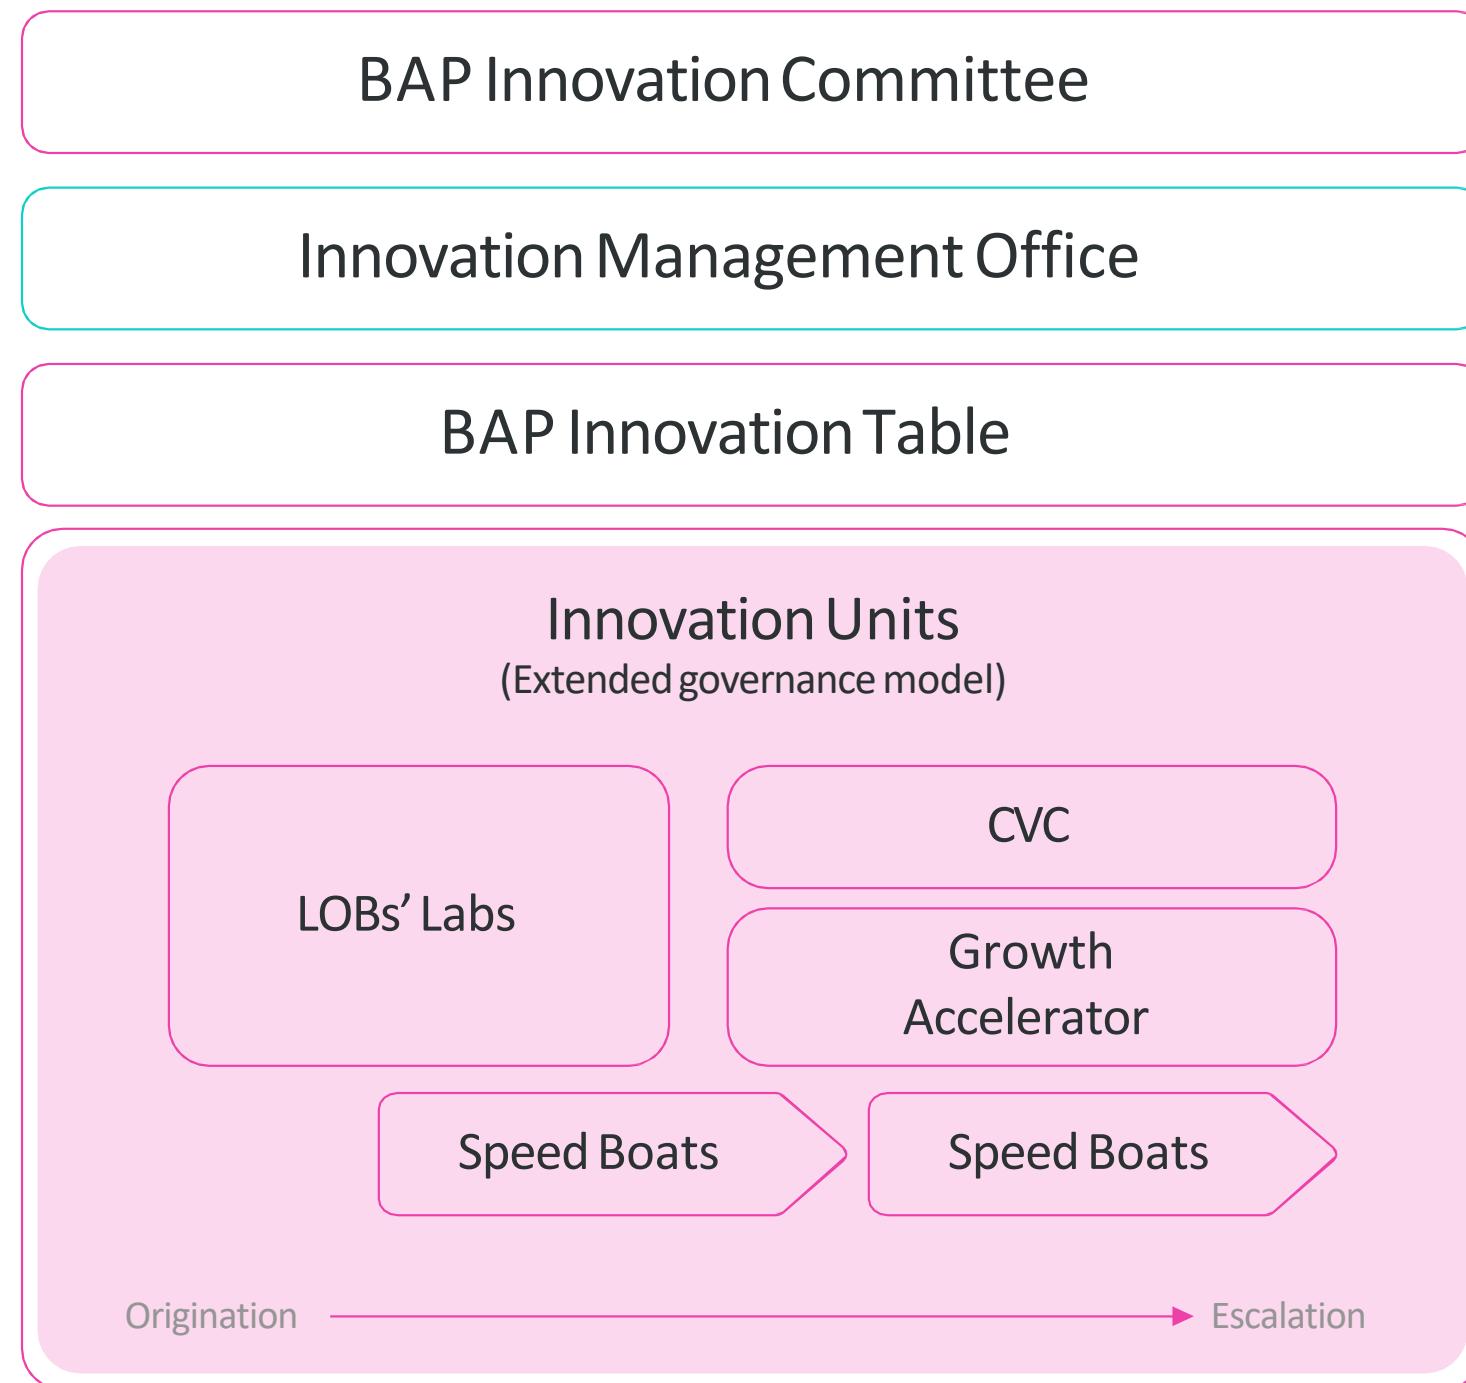 BAP Innovation Committee
Innovation Management Office
BAP Innovation Table
Innovation Units
(Extended governance model)
LOBs’ Labs
CVC
Growth
Accelerator
Speed Boats
Speed Boats
Origination
Escalation